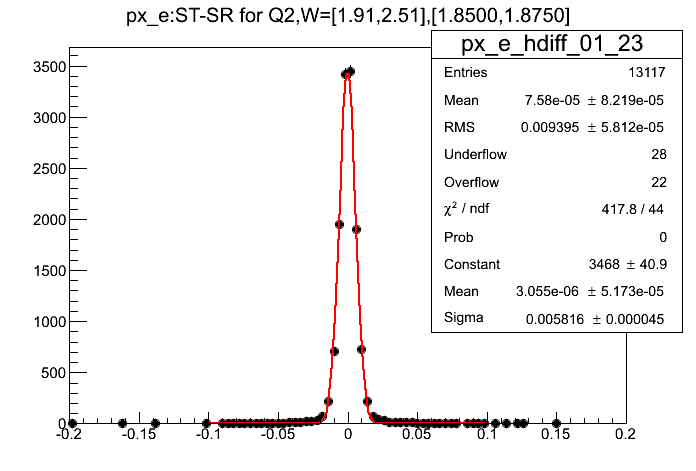 px_e:ST-SR for Q2,W=[1.91,2.51],[1.8500,1.8750]
px_e_hdiff_01_23
Entries 13117
Mean 7.58e-05 ± 8.219e-05
RMS 0.009395 ± 5.812e-05
Underflow 28
Overflow 22
χ² / ndf 417.8 / 44
Prob 0
Constant 3468 ± 40.9
Mean 3.055e-06 ± 5.173e-05
Sigma 0.005816 ± 0.000045
3500
3000
2500
2000
1500
1000
500
0
-0.2 -0.15 -0.1 -0.05 0 0.05 0.1 0.15 0.2